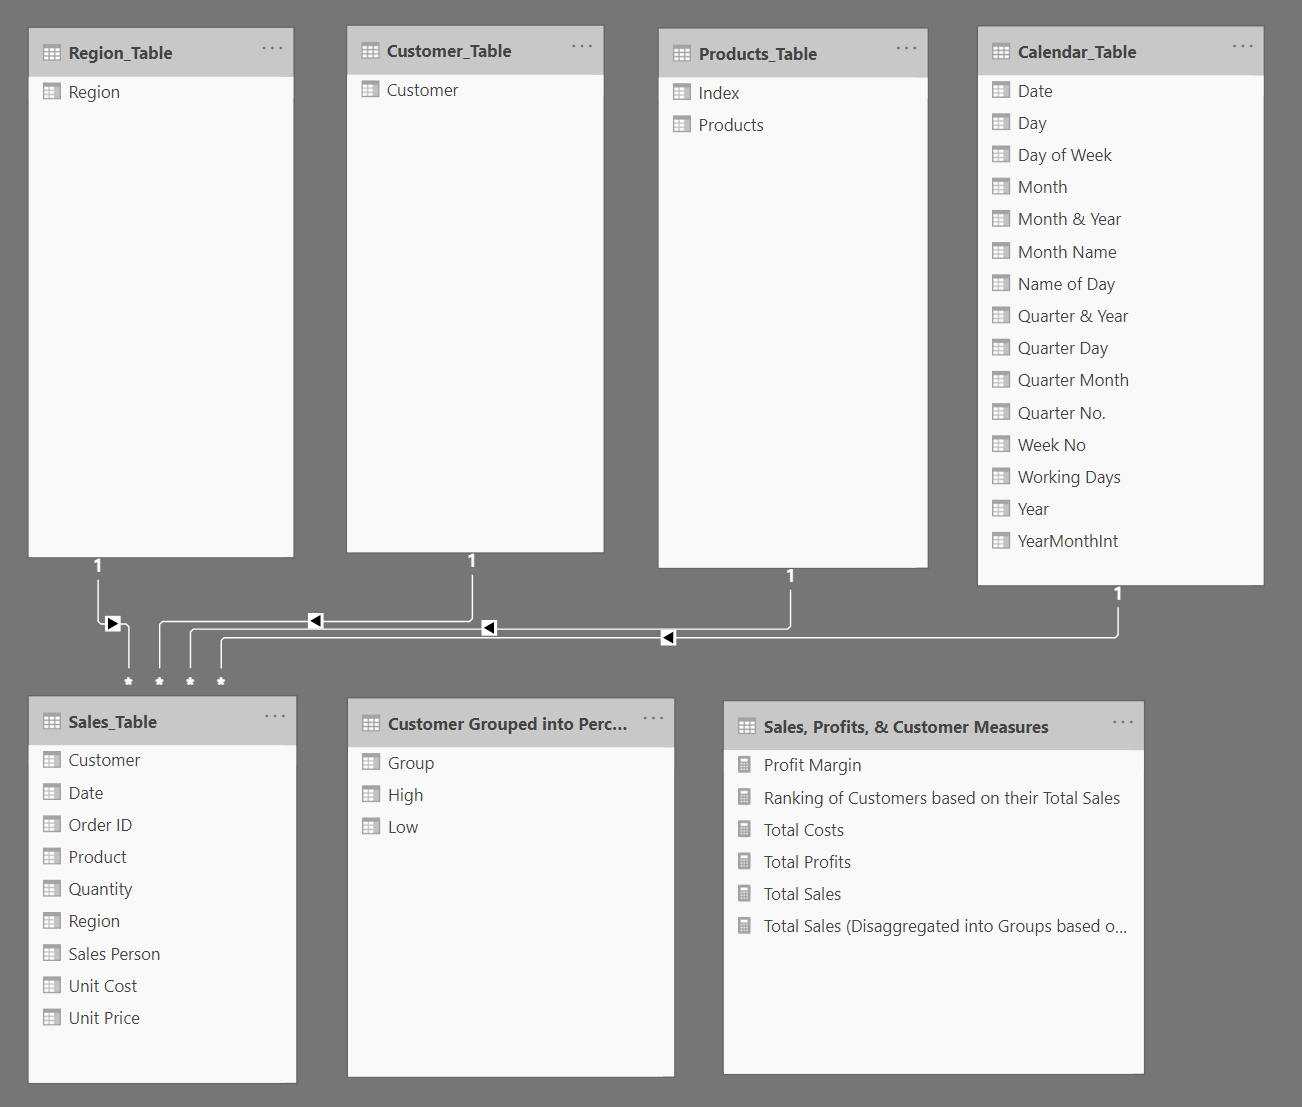 Region_Table
Region
Customer_Table
Customer
Products_Table
Index
Products
Calendar_Table
Date
Day
Day of Week
Month
Month & Year
Month Name
Name of Day
Quarter & Year
Quarter Day
Quarter Month
Quarter No.
Week No
Working Days
Year
YearMonthInt
1
1
1
1
* * * *
Sales_Table
Customer
Date
Order ID
Product
Quantity
Region
Sales Person
Unit Cost
Unit Price
Customer Grouped into Perc...
Group
High
Low
Sales, Profits, & Customer Measures
Profit Margin
Ranking of Customers based on their Total Sales
Total Costs
Total Profits
Total Sales
Total Sales (Disaggregated into Groups based o...